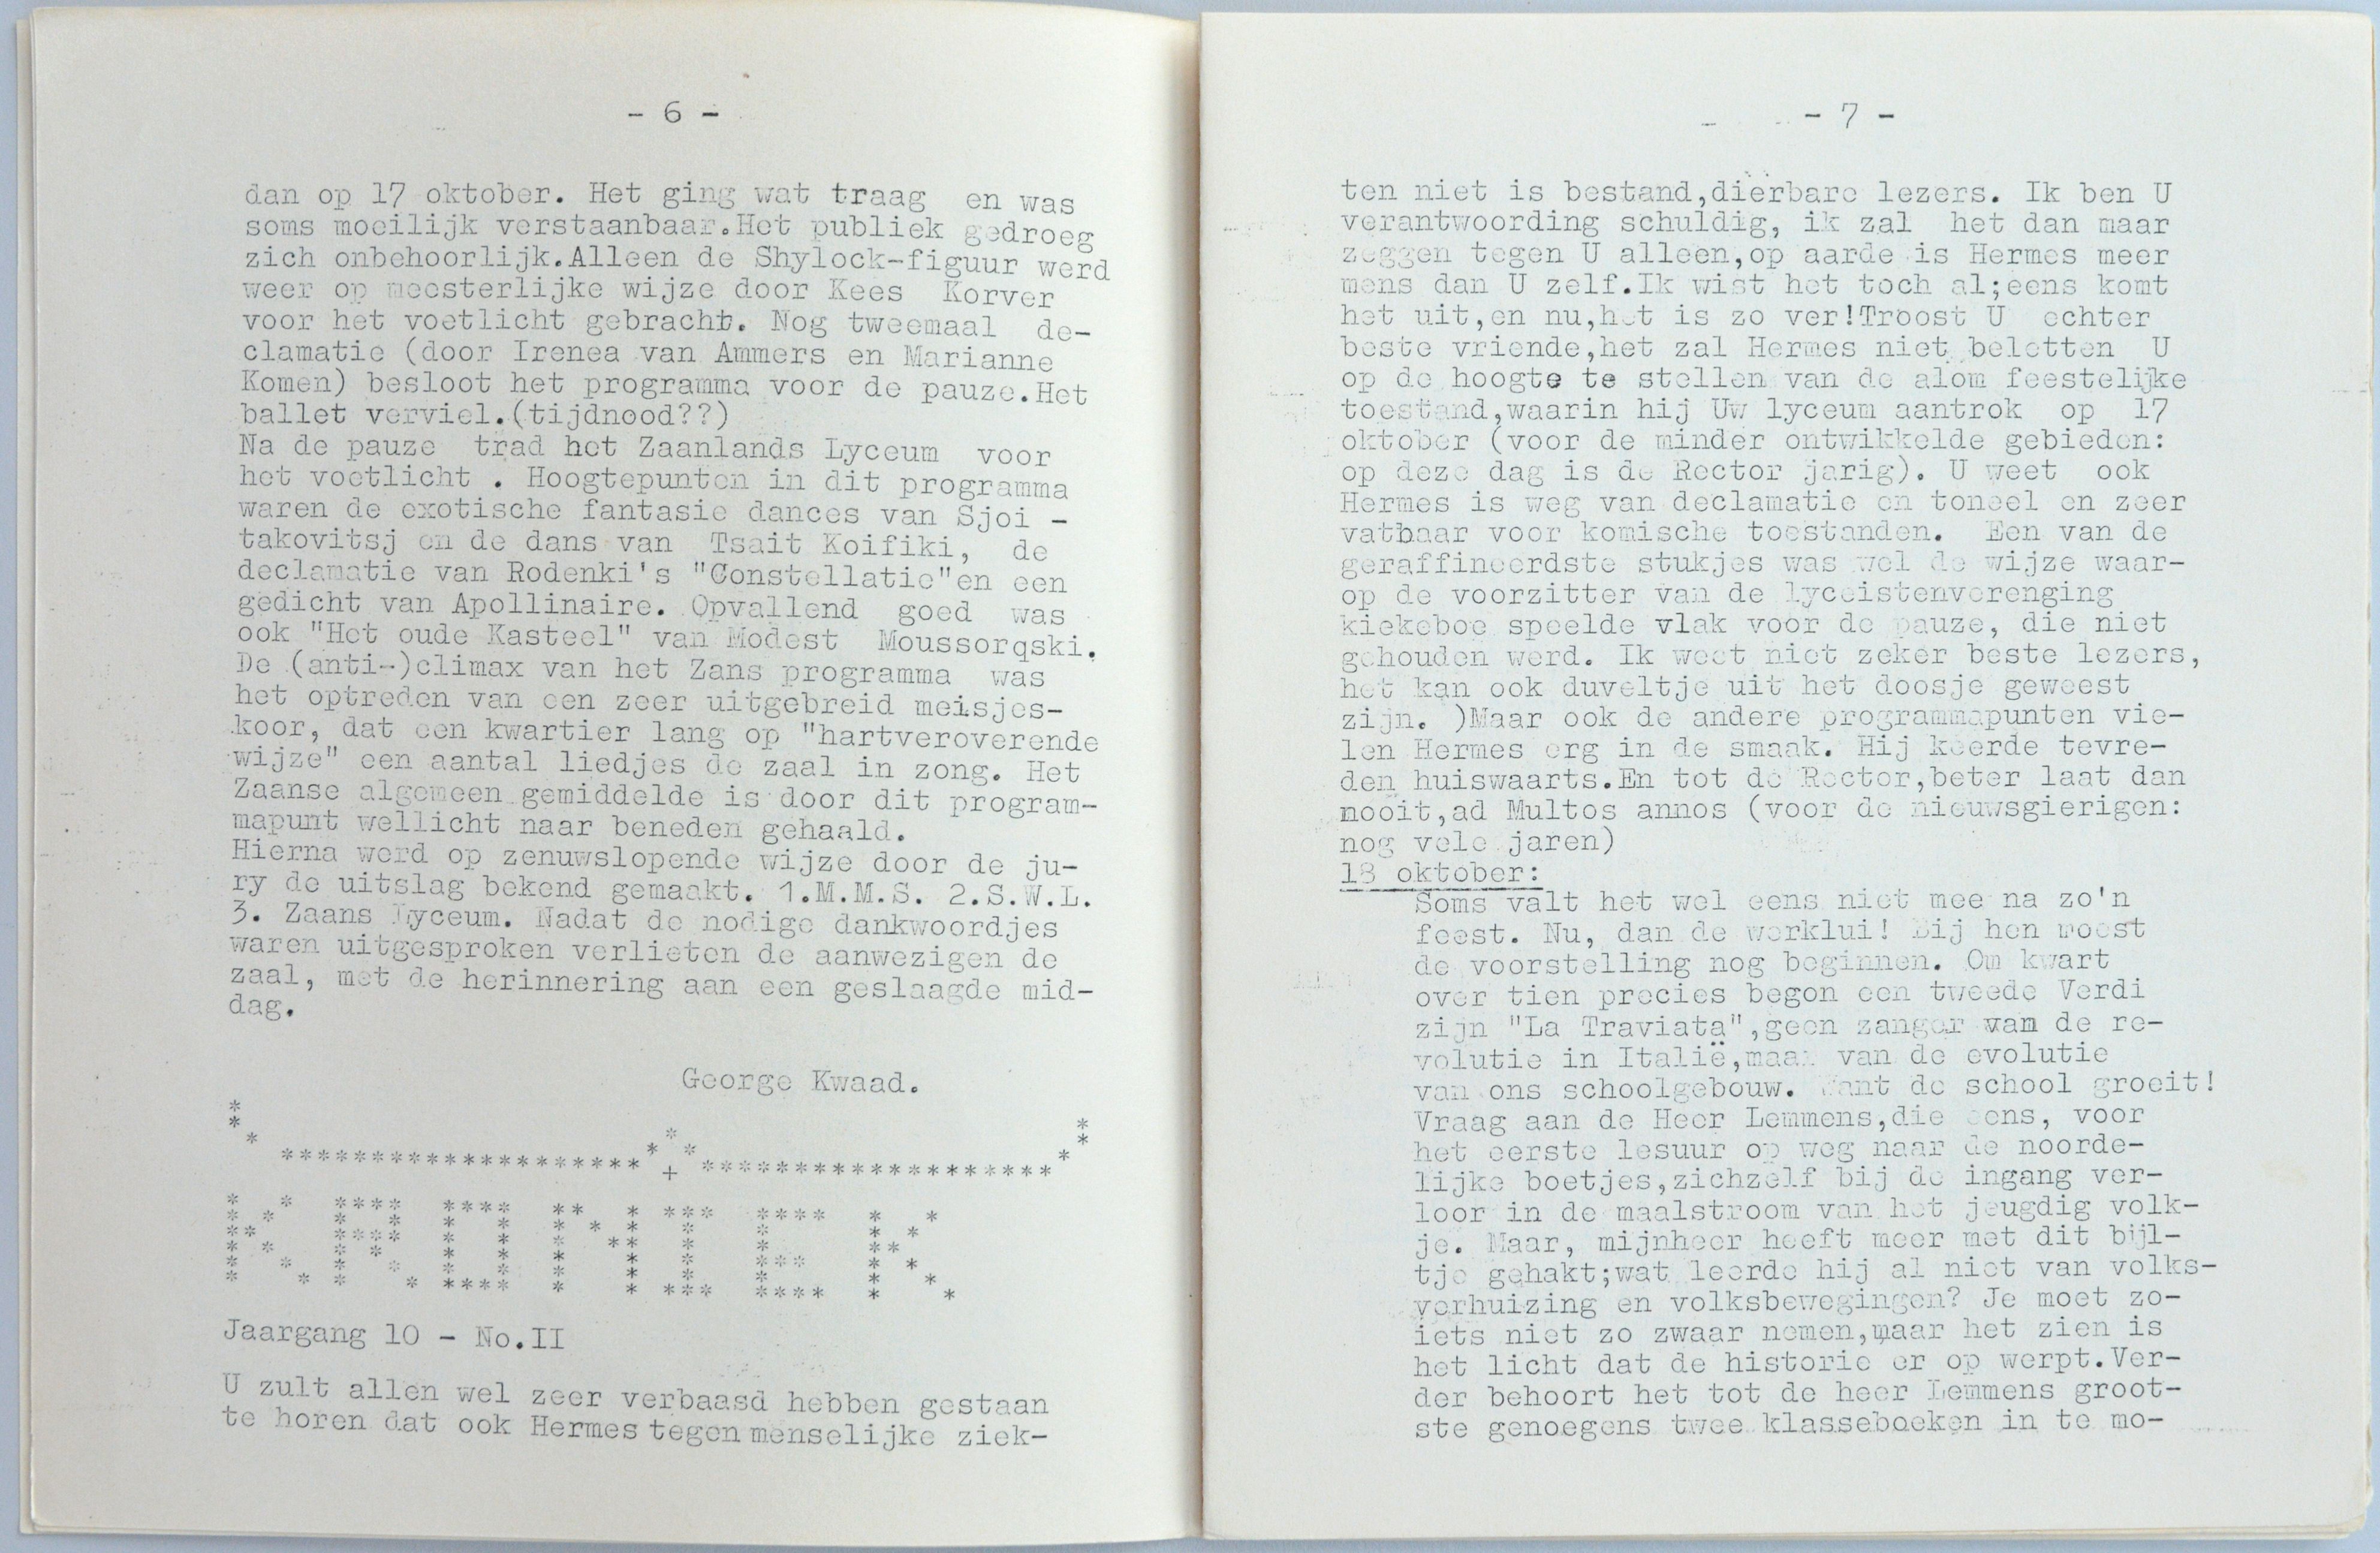 - 6 -
dan op 17 oktober. Het ging wat traag en was
soms moeilijk verstaanbaar.Het publiek gedroeg
zich onbehoorlijk.Alleen de Shylock-figuur werd
weer op meesterlijke wijze door Kees Korver
voor het voetlicht gebracht. Nog tweemaal de-
clamatie (door Irenea van Ammers en Marianne
Komen) besloot het programma voor de pauze.Het
ballet verviel.(tijdnood??)
Na de pauze trad het Zaanlands Lyceum voor
het voetlicht . Hoogtepunten in dit programma
waren de exotische fantasie dances van Sjoi -
takovitsj en de dans van Tsait Koifiki, de
declamatie van Rodenki's "Constellatie"en een
gedicht van Apollinaire. Opvallend goed was
ook "Het oude Kasteel" van Modest Moussorqski.
De (anti-)climax van het Zans programma was
het optreden van een zeer uitgebreid meisjes-
koor, dat een kwartier lang op "hartveroverende
wijze" een aantal liedjes de zaal in zong. Het
Zaanse algemeen gemiddelde is door dit program-
mapunt wellicht naar beneden gehaald.
Hierna werd op zenuwslopende wijze door de ju-
ry de uitslag bekend gemaakt. 1.M.M.S. 2.S.W.L.
3. Zaans Lyceum. Nadat de nodige dankwoordjes
waren uitgesproken verlieten de aanwezigen de
zaal, met de herinnering aan een geslaagde mid-
dag.
George Kwaad.
KRONIEK
Jaargang 10 - No.II
U zult allen wel zeer verbaasd hebben gestaan
te horen dat ook Hermes tegen menselijke ziek-
- 7 -
ten niet is bestand,dierbare lezers. Ik ben U
verantwoording schuldig, ik zal het dan maar
zeggen tegen U alleen,op aarde is Hermes meer
mens dan U zelf.Ik wist het toch al;eens komt
het uit,en nu,het is zo ver!Troost U echter
beste vriende,het zal Hermes niet beletten U
op de hoogte te stellen van de alom feestelijke
toestand,waarin hij Uw lyceum aantrok op 17
oktober (voor de minder ontwikkelde gebieden:
op deze dag is de Rector jarig). U weet ook
Hermes is weg van declamatie en toneel en zeer
vatbaar voor komische toestanden. Een van de
geraffineerdste stukjes was wel de wijze waar-
op de voorzitter van de lyceistenverenging
kiekeboe speelde vlak voor de pauze, die niet
gehouden werd. Ik weet niet zeker beste lezers,
het kan ook duveltje uit het doosje geweest
zijn. )Maar ook de andere programmapunten vie-
len Hermes erg in de smaak. Hij keerde tevre-
den huiswaarts.En tot de Rector,beter laat dan
nooit,ad Multos annos (voor de nieuwsgierigen:
nog vele jaren)
18 oktober:
Soms valt het wel eens niet mee na zo'n
feest. Nu, dan de werklui! Bij hen moest
de voorstelling nog beginnen. Om kwart
over tien precies begon een tweede Verdi
zijn "La Traviata",geen zanger van de re-
volutie in Italië,maar van de evolutie
van ons schoolgebouw. Want de school groeit!
Vraag aan de Heer Lemmens,die eens, voor
het eerste lesuur op weg naar de noorde-
lijke boetjes,zichzelf bij de ingang ver-
loor in de maalstroom van het jeugdig volk-
je. Maar, mijnheer heeft meer met dit bijl-
tje gehakt;wat leerde hij al niet van volks-
verhuizing en volksbewegingen? Je moet zo-
iets niet zo zwaar nemen,maar het zien is
het licht dat de historie er op werpt.Ver-
der behoort het tot de heer Lemmens groot-
ste genoegens twee klasseboeken in te mo-